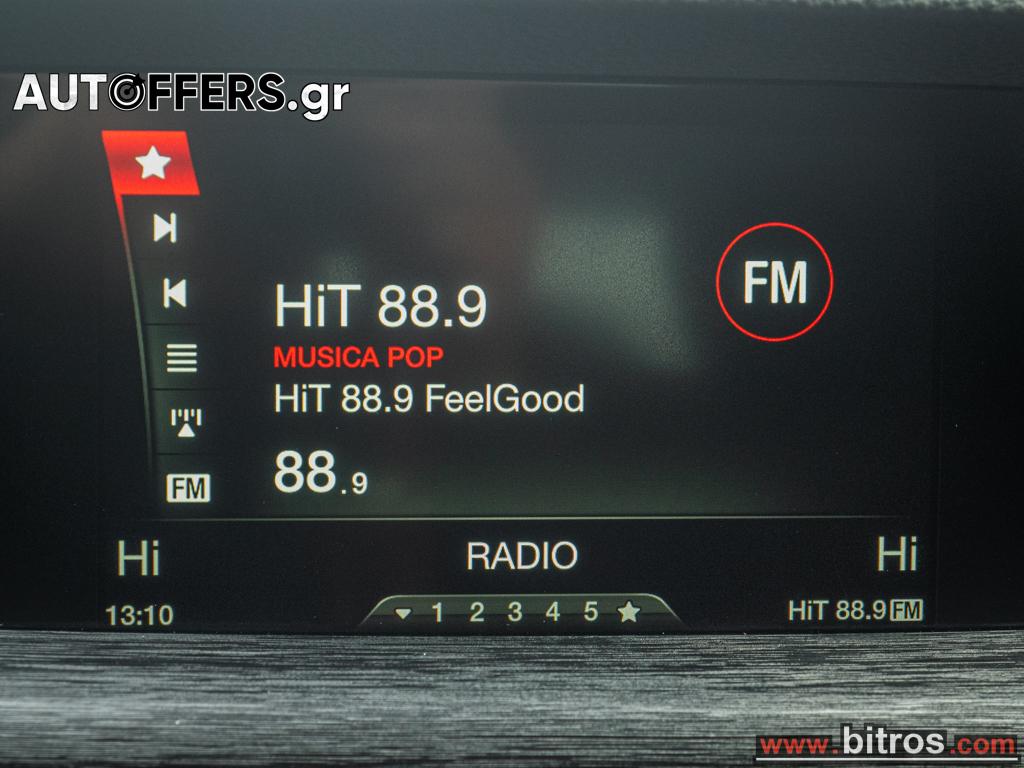 AUTOFFERS.gr
HiT 88.9
FM
MUSICA POP
HiT 88.9 FeelGood
88.9
FM
Hi RADIO Hi
13:10 1 2 3 4 5 HiT 88.9 FM
www.bitros.com